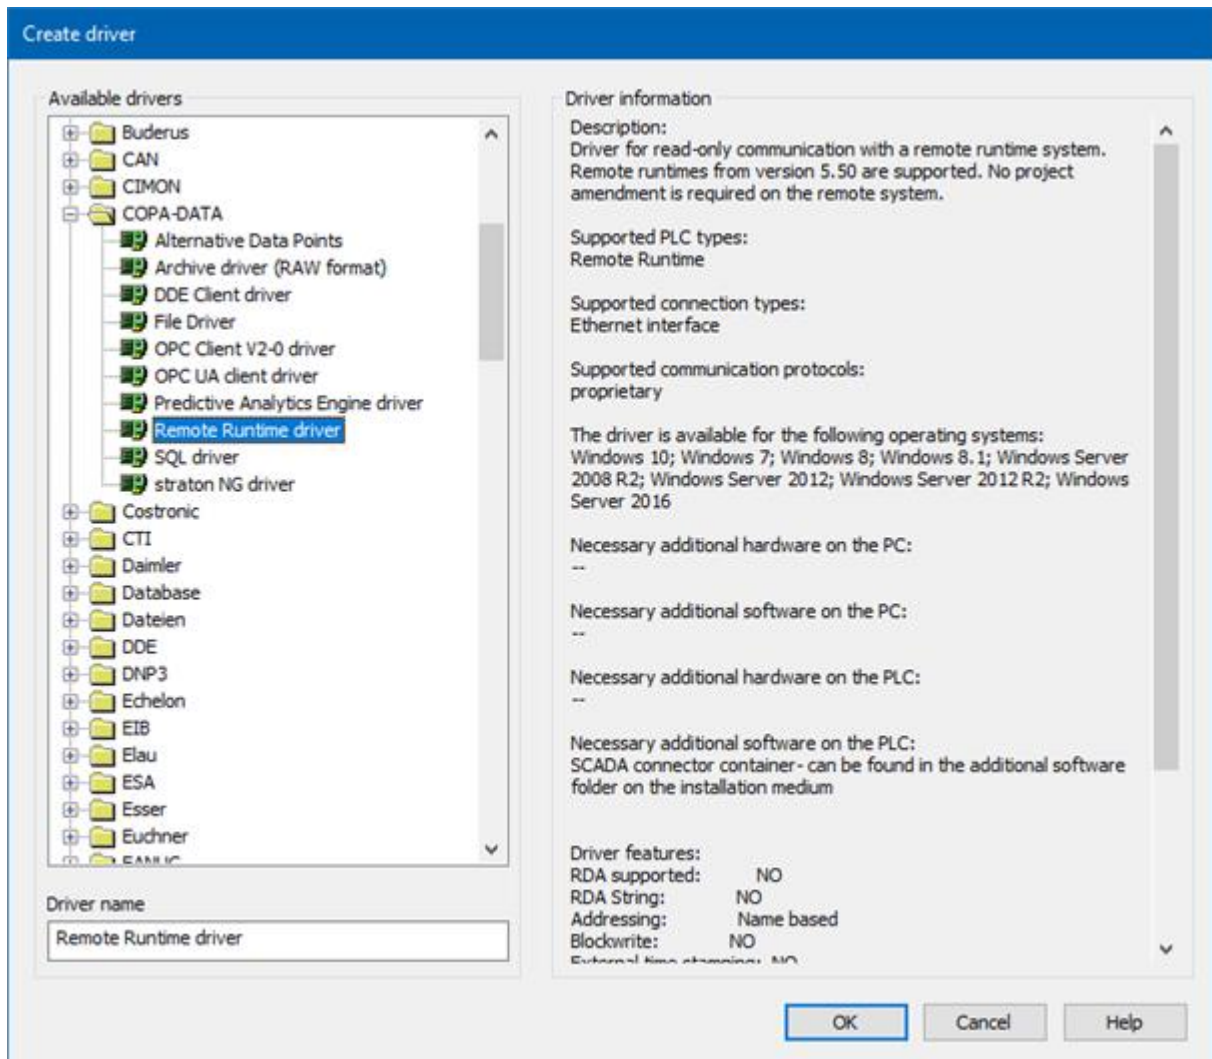 Create driver
Available drivers
Buderus
CAN
CIMON
COPA-DATA
Alternative Data Points
Archive driver (RAW format)
DDE Client driver
File Driver
OPC Client V2-0 driver
OPC UA client driver
Predictive Analytics Engine driver
Remote Runtime driver
SQL driver
straton NG driver
Costronic
CTI
Daimler
Database
Dateien
DDE
DNP3
Echelon
EIB
Elau
ESA
Esser
Euchner
FANUC
Driver name
Remote Runtime driver
Driver information
Description:
Driver for read-only communication with a remote runtime system.
Remote runtimes from version 5.50 are supported. No project
amendment is required on the remote system.
Supported PLC types:
Remote Runtime
Supported connection types:
Ethernet interface
Supported communication protocols:
proprietary
The driver is available for the following operating systems:
Windows 10; Windows 7; Windows 8; Windows 8.1; Windows Server
2008 R2; Windows Server 2012; Windows Server 2012 R2; Windows
Server 2016
Necessary additional hardware on the PC:
--
Necessary additional software on the PC:
--
Necessary additional hardware on the PLC:
--
Necessary additional software on the PLC:
SCADA connector container- can be found in the additional software
folder on the installation medium
Driver features:
RDA supported: NO
RDA String: NO
Addressing: Name based
Blockwrite: NO
External time stamping: NO
OK
Cancel
Help